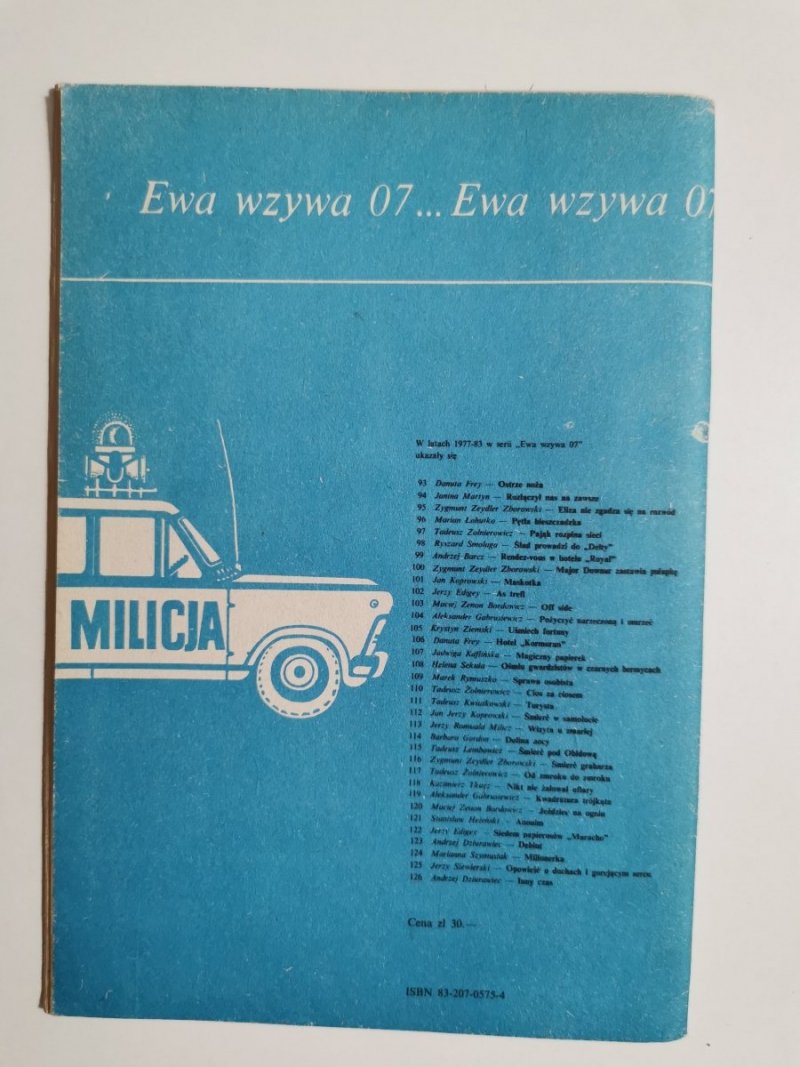 Ewa wzywa 07... Ewa wzywa 07
MILICJA
W latach 1977-83 w serii „Ewa wzywa 07”
ukazały się
93 Danuta Frey — Ostrze noża
94 Janina Martyn — Rozłączył nas na zawsze
95 Zygmunt Zeydler Zborowski — Eliza nie zgadza się na rozwód
96 Marian Lohutko — Pętla bieszczadzka
97 Tadeusz Żołnierowicz — Pająk rozpina sieci
98 Ryszard Smolaga — Ślad prowadzi do „Delty”
99 Andrzej Barcz — Rendez-vous w hotelu „Royal”
100 Zygmunt Zeydler Zborowski — Major Downar zastawia pułapkę
101 Jan Koprowski — Maskotka
102 Jerzy Edigey — As trefl
103 Maciej Zenon Bordowicz — Off side
104 Aleksander Gabrusiewicz — Pożyczyć narzeczoną i umrzeć
105 Krystyn Ziemski — Uśmiech fortuny
106 Danuta Frey — Hotel „Kormoran”
107 Jadwiga Kaflińska — Magiczny papierek
108 Helena Sekuła — Ośmiu gwardzistów w czarnych bermycach
109 Marek Rymuszko — Sprawa osobista
110 Tadeusz Żołnierowicz — Cios za ciosem
111 Tadeusz Kwiatkowski — Turysta
112 Jan Jerzy Koprowski — Śmierć w samolocie
113 Jerzy Romuald Milicz — Wizyta u zmarłej
114 Barbara Gordon — Dolina nocy
115 Tadeusz Lembowicz — Śmierć pod Obidową
116 Zygmunt Zeydler Zborowski — Śmierć grabarza
117 Tadeusz Żołnierowicz — Od zmroku do zmroku
118 Kazimierz — Nikt nie żałował ofiary
119 Aleksander Gabrusiewicz — Kwadratura trójkąta
120 Maciej Zenon Bordowicz — Jeździec na ogniu
121 Stanisław — Anonim
122 Jerzy Edigey — Siedem papierosów „Maracho”
123 Andrzej Dziurawiec — Debiut
124 Marianna Szymusiak — Milionerka
125 Jerzy Siewierski — Opowieść o duchach i gorejącym sercu
126 Andrzej Dziurawiec — Inny czas
Cena zł 30.—
ISBN 83-207-0575-4